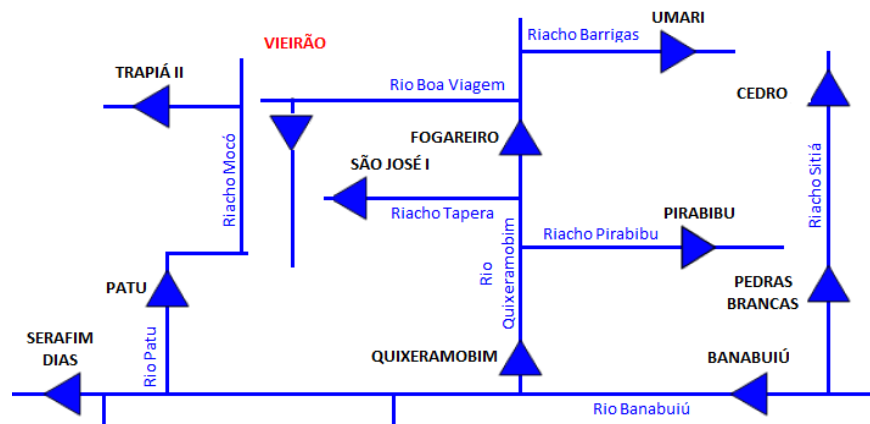 UMARI
Riacho Barrigas
VIEIRÃO
TRAPIÁ II
Rio Boa Viagem
CEDRO
FOGAREIRO
Riacho Mocó
SÃO JOSÉ I
Riacho Sitiá
Riacho Tapera
PIRABIBU
Riacho Pirabibu
Rio
Quixeramobim
PATU
PEDRAS
BRANCAS
SERAFIM
DIAS
Rio Patu
QUIXERAMOBIM
BANABUIÚ
Rio Banabuiú